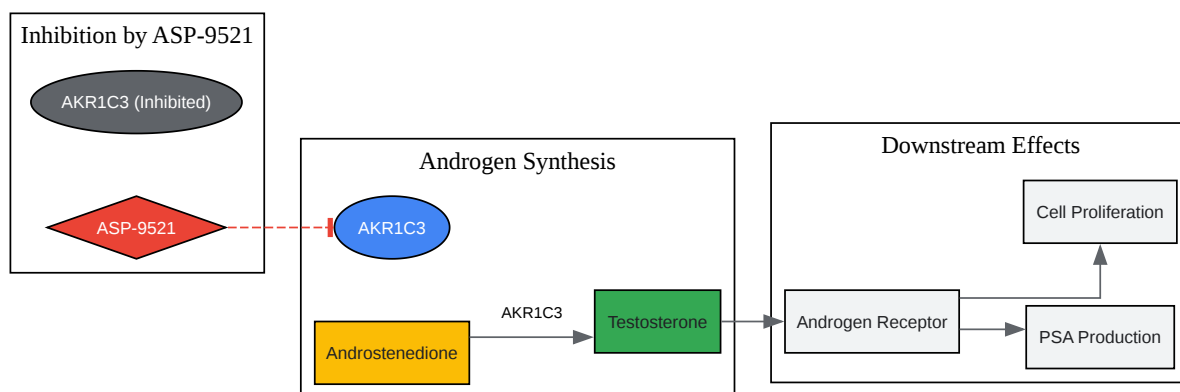 Inhibition by ASP-9521
AKR1C3 (Inhibited)
ASP-9521
Androgen Synthesis
AKR1C3
AKR1C3
Androstenedione
Testosterone
Downstream Effects
Cell Proliferation
Androgen Receptor
PSA Production